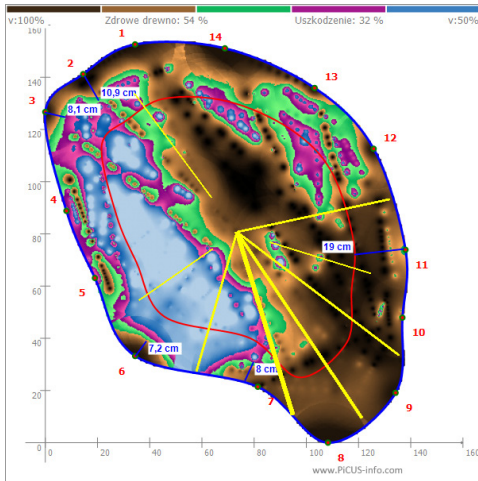 v:100% Zdrowe drewno: 54 % Uszkodzenie: 32 % v:50%
160
140
120
100
80
60
40
20
0
0 20 40 60 80 100 120 140 160
1
14
2
13
3
10,9 cm
8,1 cm
12
4
19 cm
11
5
10
7,2 cm
6
8 cm
7
9
8
www.PiCUS-info.com